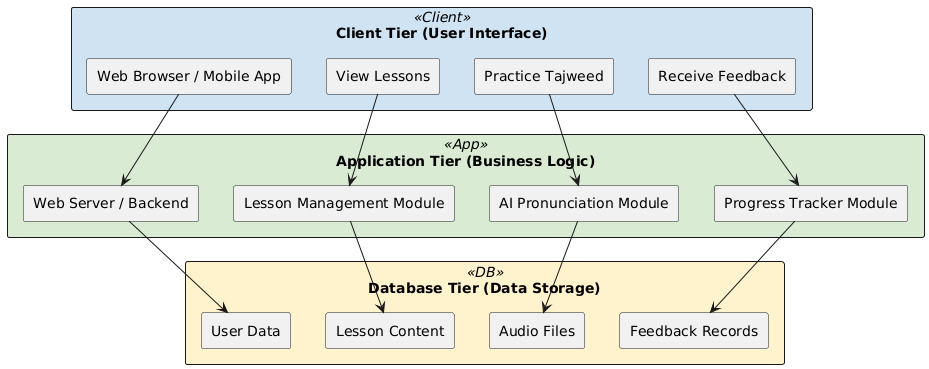 «Client»
Client Tier (User Interface)
Web Browser / Mobile App
View Lessons
Practice Tajweed
Receive Feedback
«App»
Application Tier (Business Logic)
Web Server / Backend
Lesson Management Module
AI Pronunciation Module
Progress Tracker Module
«DB»
Database Tier (Data Storage)
User Data
Lesson Content
Audio Files
Feedback Records